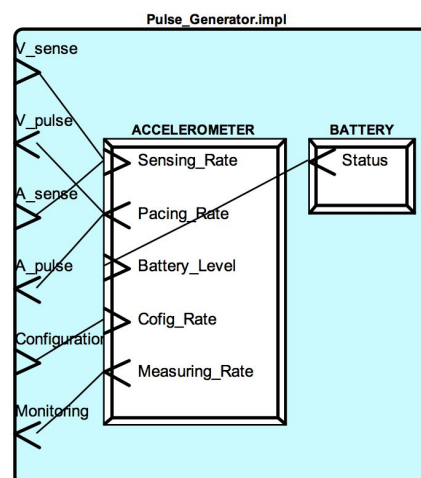 Pulse_Generator.impl
V_sense
V_pulse
A_sense
A_pulse
Configuration
Monitoring
ACCELEROMETER
Sensing_Rate
Pacing_Rate
Battery_Level
Cofig_Rate
Measuring_Rate
BATTERY
Status